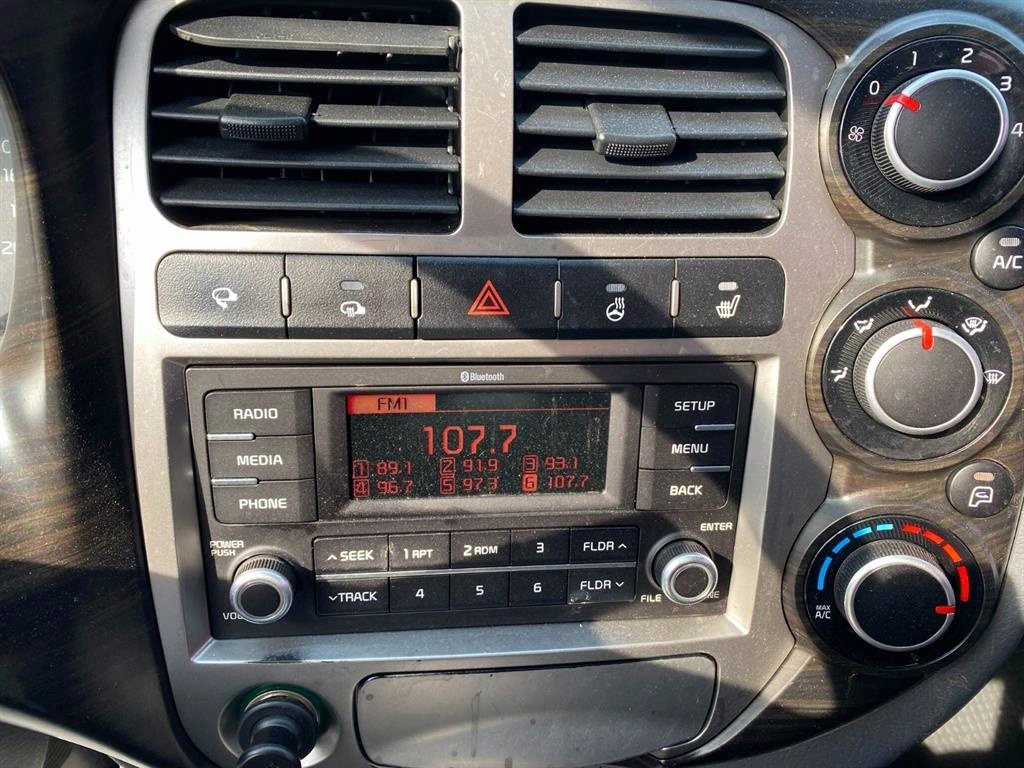 0 1 2 3 4
A/C
Bluetooth
RADIO
MEDIA
PHONE
FM1
107.7
1 89.1 2 91.9 3 93.1
4 96.7 5 97.3 6 107.7
SETUP
MENU
BACK
POWER
PUSH
VOL
SEEK 1 RPT 2 RDM 3 FLDR
TRACK 4 5 6 FLDR
ENTER
FILE
MAX
A/C